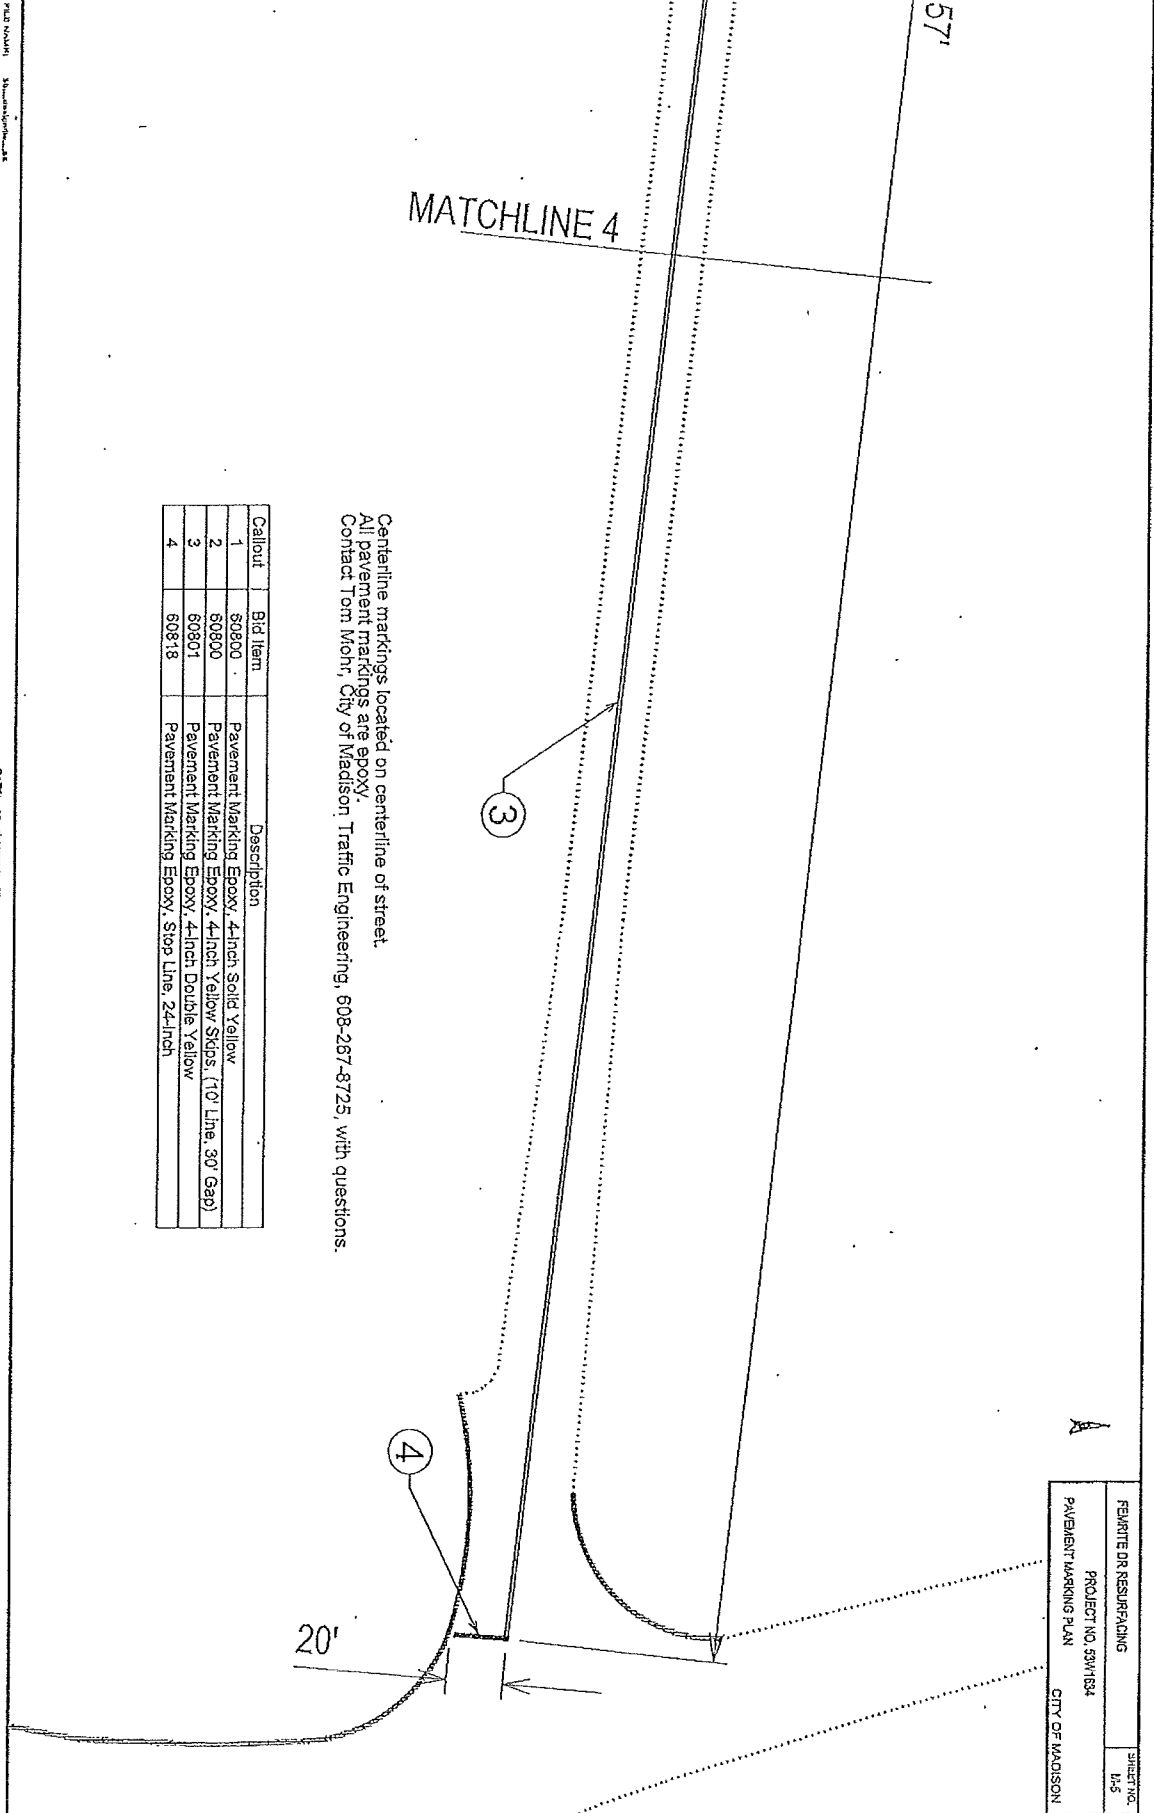 FEMRITE DR RESURFACING
SHEET NO.
M-5
PROJECT NO. 53W1634
PAVEMENT MARKING PLAN
CITY OF MADISON
57'
MATCHLINE 4
3
4
20'
Centerline markings located on centerline of street.
All pavement markings are epoxy.
Contact Tom Mohr, City of Madison Traffic Engineering, 608-267-8725, with questions.
Callout Bid Item Description
1 60800 Pavement Marking Epoxy, 4-Inch Solid Yellow
2 60800 Pavement Marking Epoxy, 4-Inch Yellow Skips, (10' Line, 30' Gap)
3 60801 Pavement Marking Epoxy, 4-Inch Double Yellow
4 60818 Pavement Marking Epoxy, Stop Line, 24-Inch